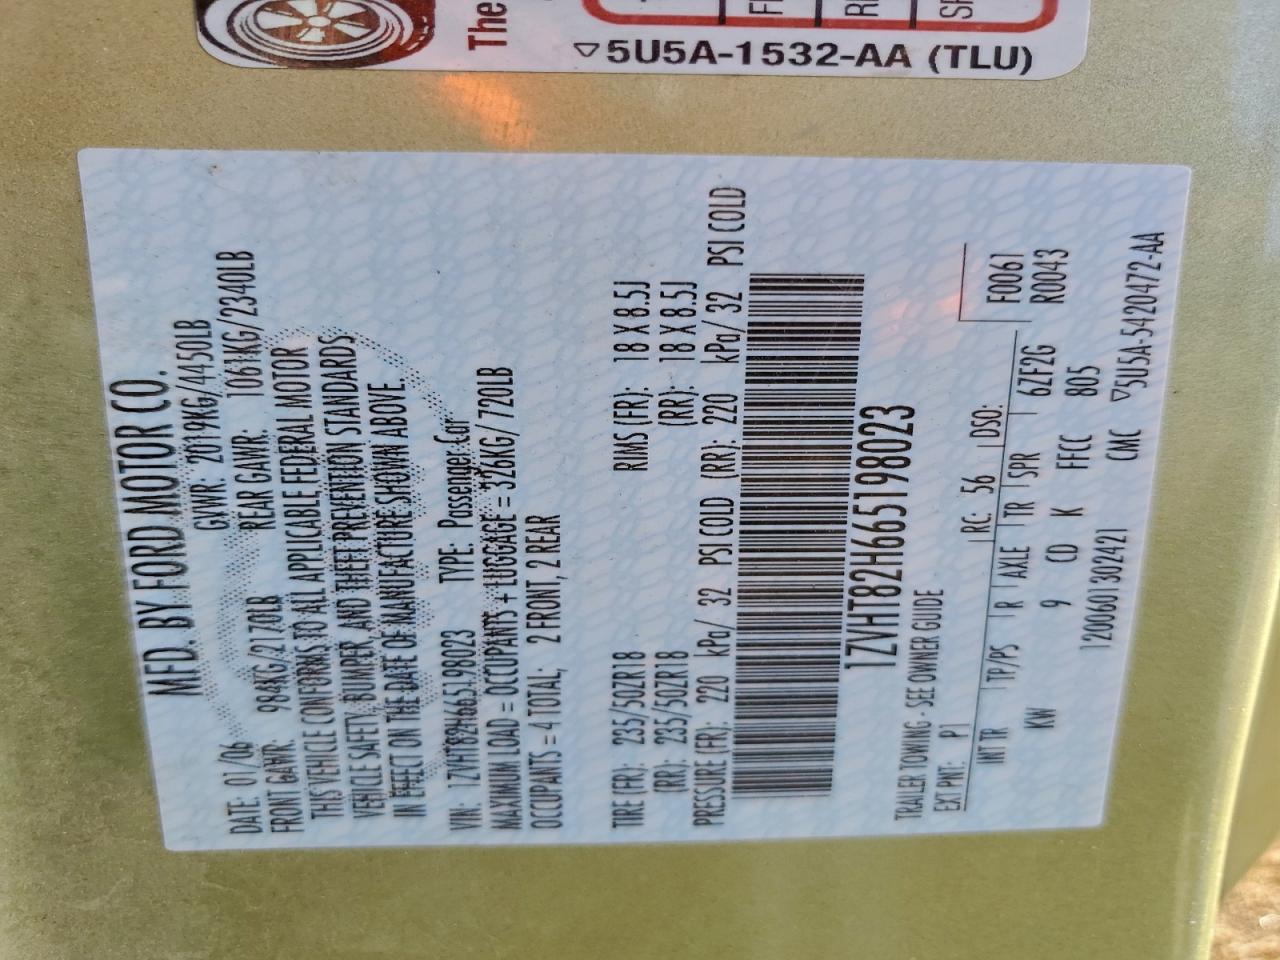 The
5U5A-1532-AA (TLU)
MFD. BY FORD MOTOR CO.
DATE: 01/06 GVWR: 2019KG/4450LB
FRONT GAWR: 984KG/2170LB REAR GAWR: 1061KG/2340LB
THIS VEHICLE CONFORMS TO ALL APPLICABLE FEDERAL MOTOR
VEHICLE SAFETY, BUMPER, AND THEFT PREVENTION STANDARDS
IN EFFECT ON THE DATE OF MANUFACTURE SHOWN ABOVE.
VIN: 1ZVHT82H665198023 TYPE: Passenger Car
MAXIMUM LOAD = OCCUPANTS + LUGGAGE = 326KG/720LB
OCCUPANTS = 4 TOTAL; 2 FRONT, 2 REAR
TIRE (FR): 235/50ZR18 RIMS (FR): 18 X 8.5J
(RR): 235/50ZR18 (RR): 18 X 8.5J
PRESSURE (FR): 220 kPa/ 32 PSI COLD (RR): 220 kPa/ 32 PSI COLD
1ZVHT82H665198023
TRAILER TOWING - SEE OWNER GUIDE
EXT PNT: P1 RC: 56 DSO: F0061
INT TR TP/PS R AXLE TR SPR 6ZF2G R0043
KW 9 CD K FFCC 805
1200601302421 CMC ▽5U5A-5420472-AA